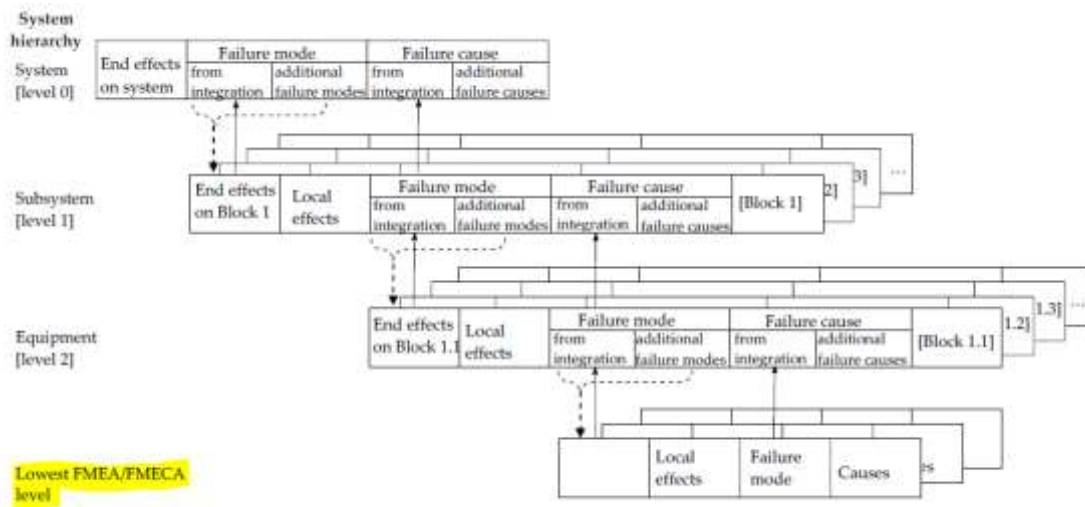 System
hierarchy
System
[level 0]
End effects
on system
Failure mode
Failure cause
from
integration
additional
failure modes
from
integration
additional
failure causes
...
3]
2]
Subsystem
[level 1]
End effects
on Block 1
Local
effects
Failure mode
Failure cause
from
integration
additional
failure modes
from
integration
additional
failure causes
[Block 1]
...
1.3]
1.2]
Equipment
[level 2]
End effects
on Block 1.1
Local
effects
Failure mode
Failure cause
from
integration
additional
failure modes
from
integration
additional
failure causes
[Block 1.1]
Lowest FMEA/FMECA
level
Local
effects
Failure
mode
Causes
es